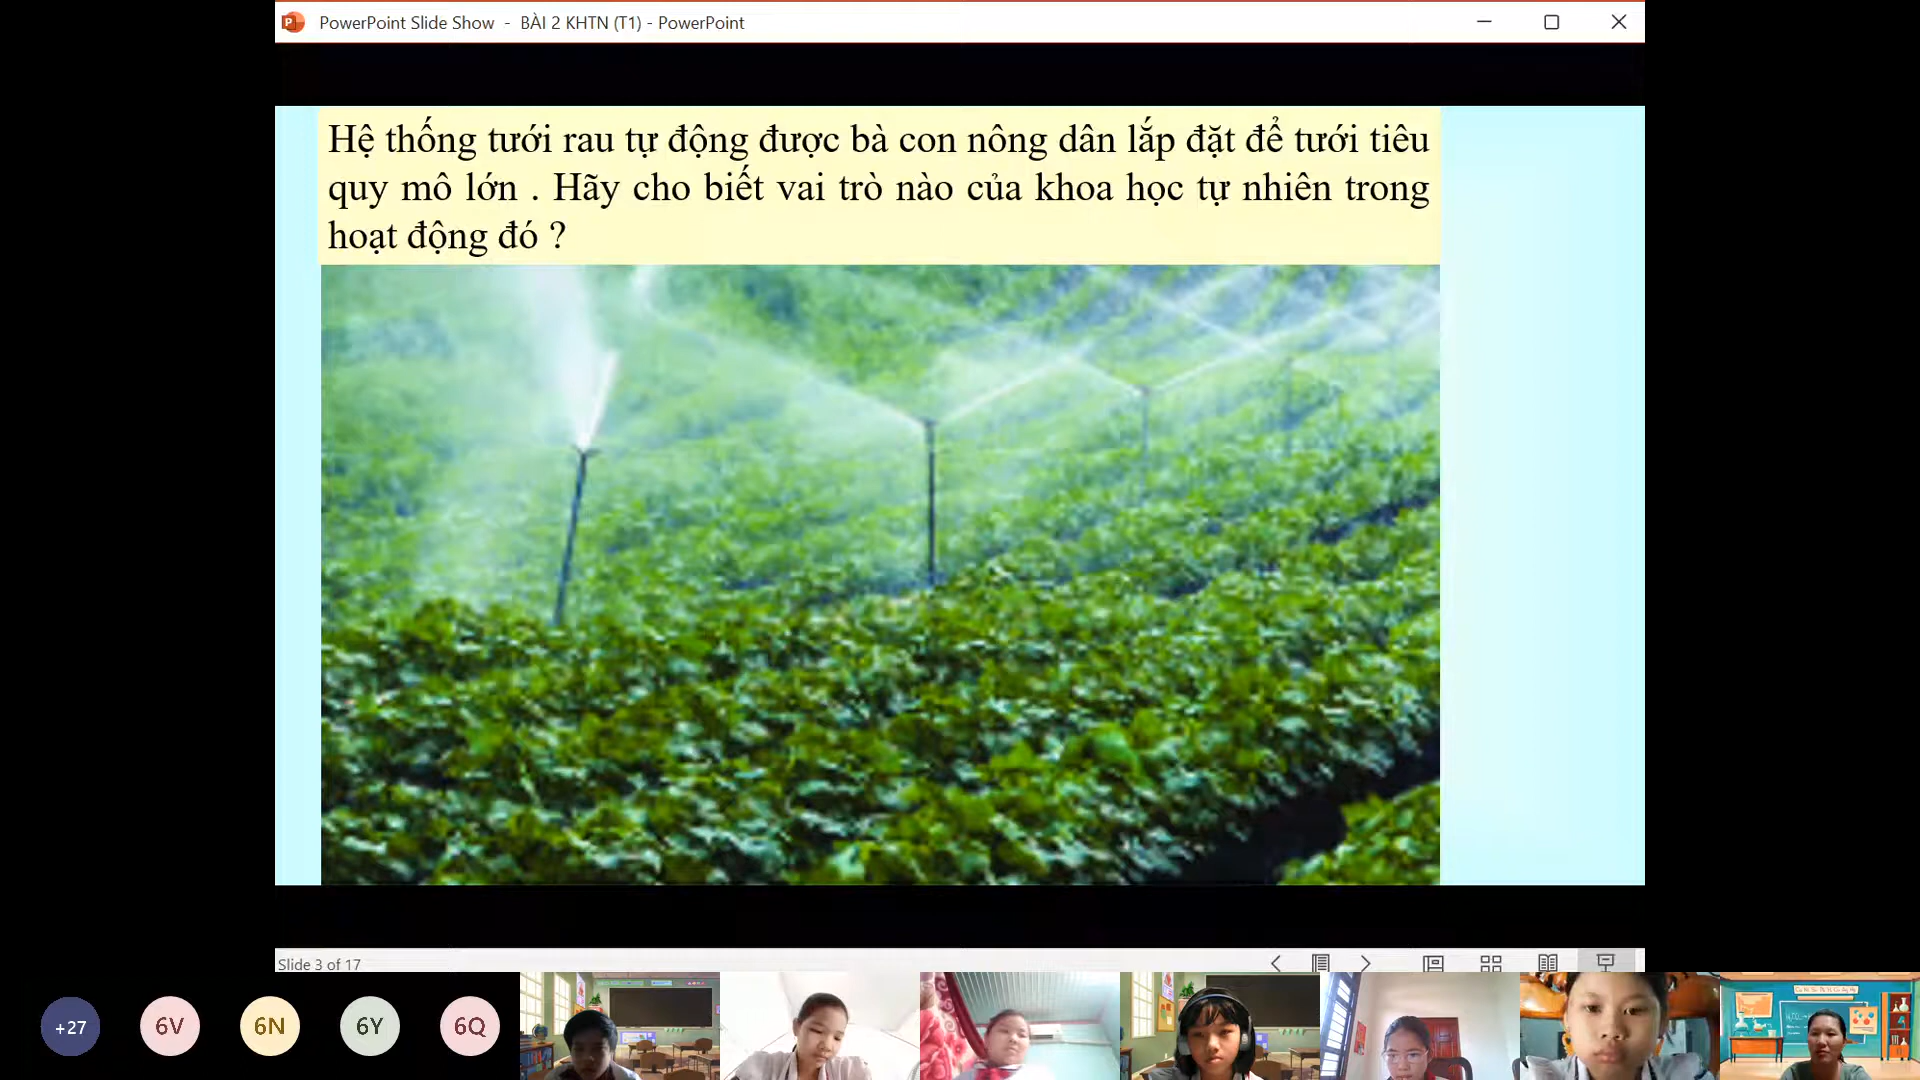 PowerPoint Slide Show - BÀI 2 KHTN (T1) - PowerPoint
Hệ thống tưới rau tự động được bà con nông dân lắp đặt để tưới tiêu
quy mô lớn . Hãy cho biết vai trò nào của khoa học tự nhiên trong
hoạt động đó ?
Slide 3 of 17
+27
6V
6N
6Y
6Q